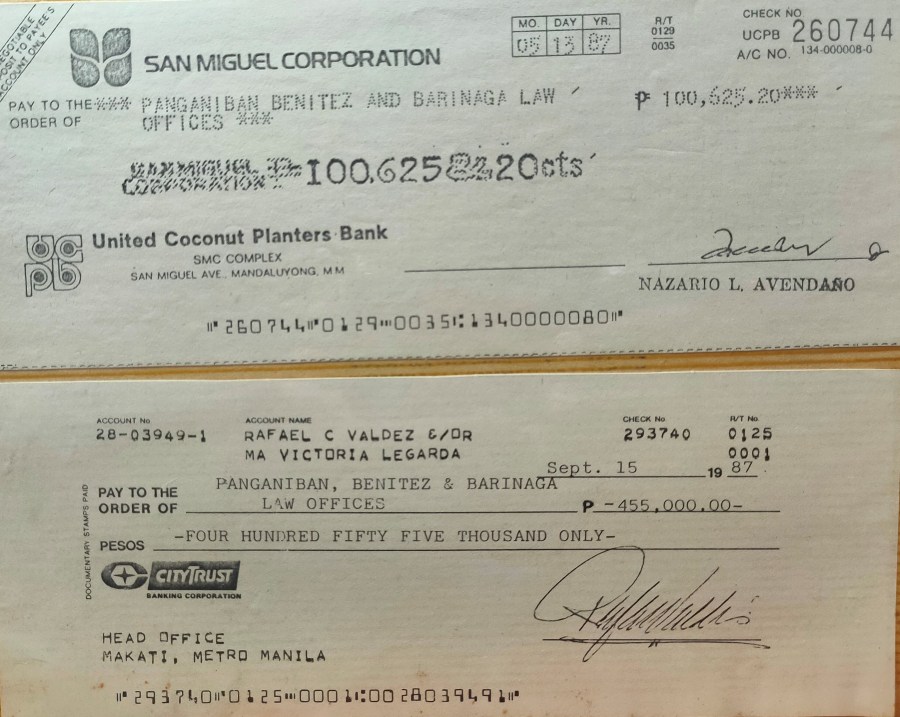 NEGOTIABLE
DEPOSIT TO PAYEE'S
ACCOUNT ONLY
SAN MIGUEL CORPORATION
MO. DAY YR.
05 13 87
R/T
0129
0035
CHECK NO
UCPB 260744
A/C NO. 134-000008-0
PAY TO THE *** PANGANIBAN BENITEZ AND BARINAGA LAW ₱ 100,625.20***
ORDER OF OFFICES ***
SAN MIGUEL CORPORATION ₱-100,625 20cts
ucpb
United Coconut Planters Bank
SMC COMPLEX
SAN MIGUEL AVE., MANDALUYONG, M M
NAZARIO L. AVENDAÑO
⑈260744⑈0129⑉0035⑆1340000080⑈
ACCOUNT No ACCOUNT NAME CHECK No R/T No.
28-03949-1 RAFAEL C VALDEZ &/OR 293740 0125
MA VICTORIA LEGARDA 0001
Sept. 15 1987.
PAY TO THE PANGANIBAN, BENITEZ & BARINAGA
ORDER OF LAW OFFICES ₱ -455,000.00-
PESOS -FOUR HUNDRED FIFTY FIVE THOUSAND ONLY-
DOCUMENTARY STAMPS PAID
CITYTRUST
BANKING CORPORATION
HEAD OFFICE
MAKATI, METRO MANILA
⑈293740⑈0125⑉0001⑆0028039491⑈